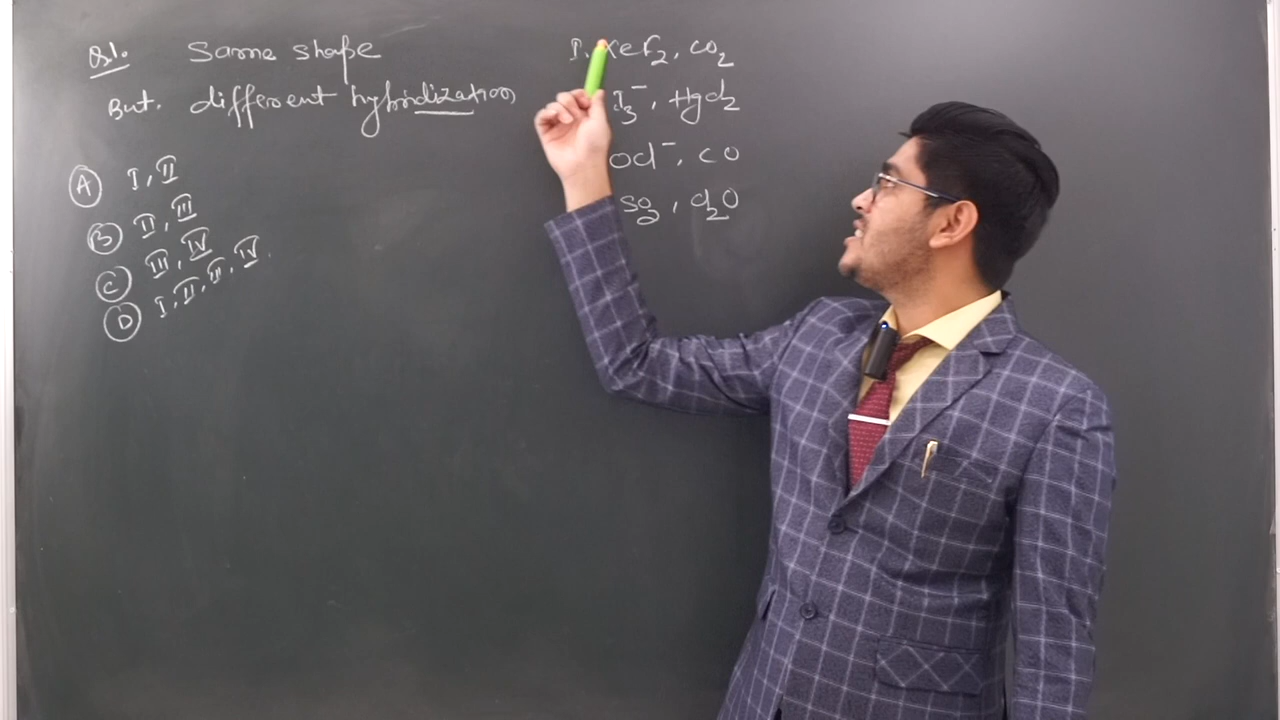 Q1. Same shape
But. different hybridization
A I, II
B II, III
C III, IV
D I, II, III, IV.
I. XeF2, CO2
I3⁻, HgCl2
OCl⁻, CO
SO2, Cl2O